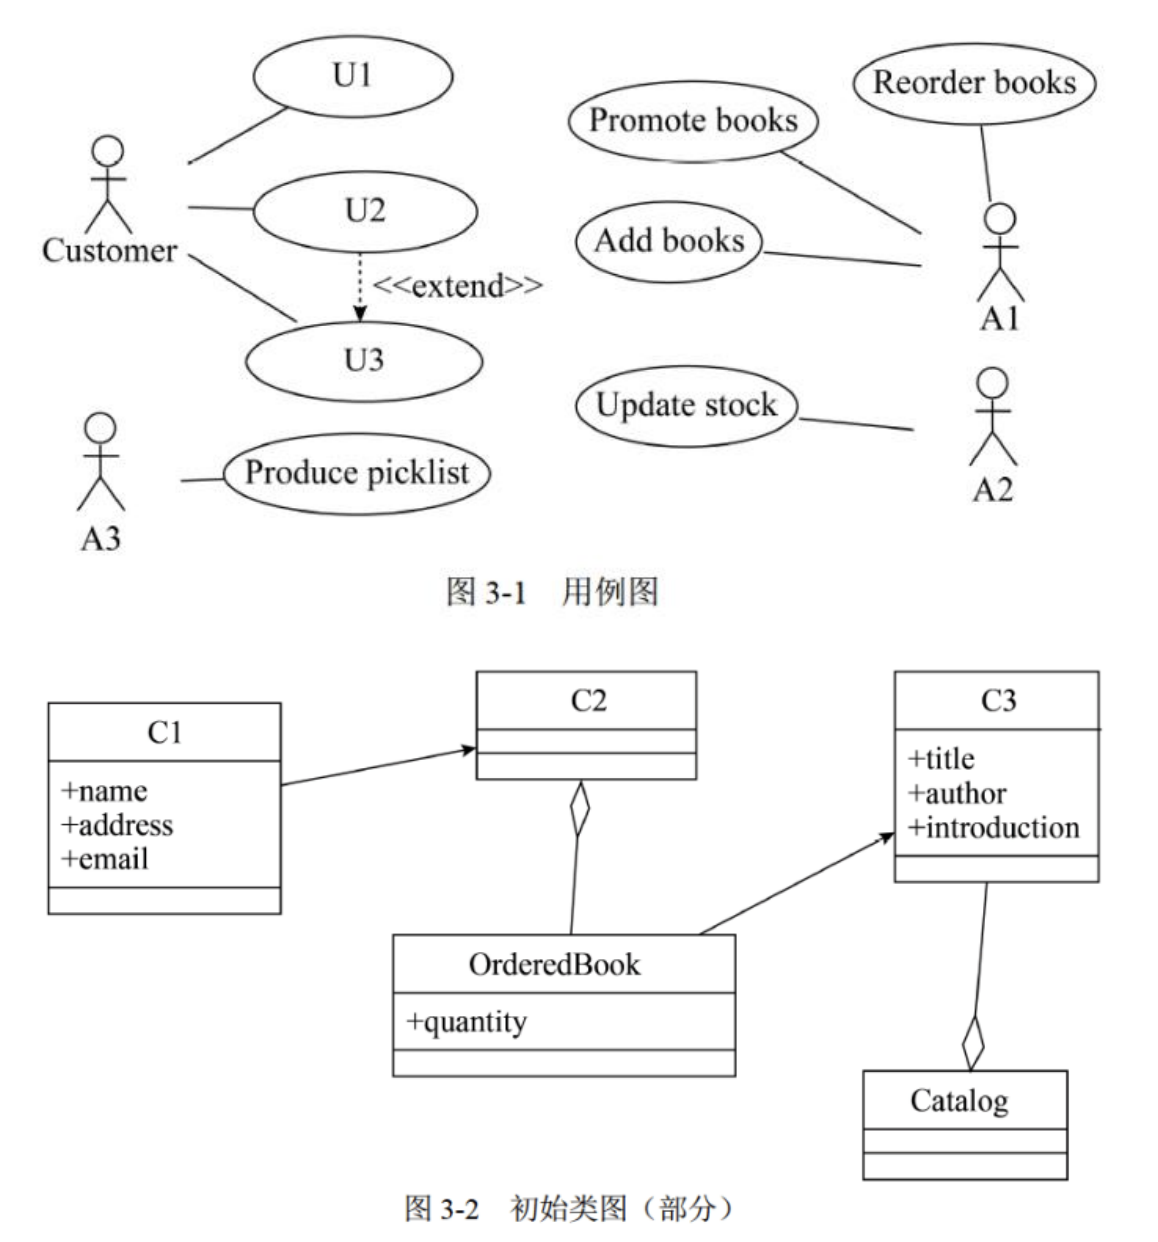 U1
Reorder books
Promote books
U2
Customer
Add books
<<extend>>
A1
U3
Update stock
Produce picklist
A2
A3
图 3-1 用例图
C1
+name
+address
+email
C2
C3
+title
+author
+introduction
OrderedBook
+quantity
Catalog
图 3-2 初始类图（部分）